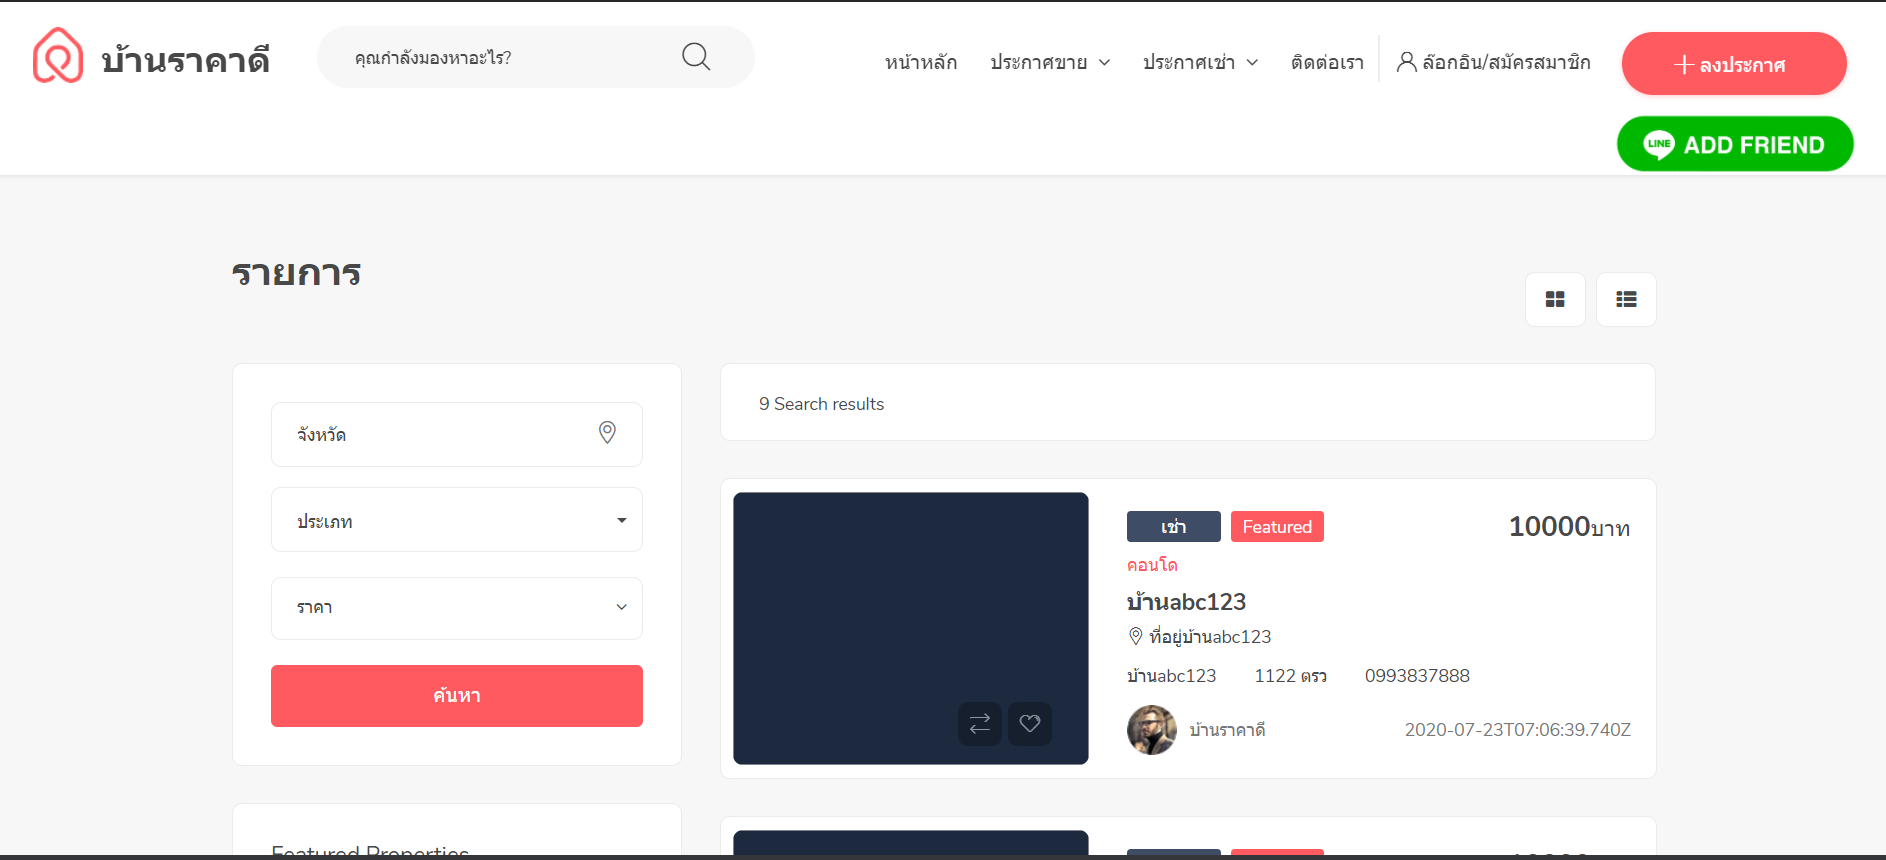 บ้านราคาดี
คุณกำลังมองหาอะไร?
หน้าหลัก
ประกาศขาย
ประกาศเช่า
ติดต่อเรา
ล๊อกอิน/สมัครสมาชิก
ลงประกาศ
LINE ADD FRIEND
รายการ
จังหวัด
ประเภท
ราคา
ค้นหา
Featured Properties
9 Search results
เช่า Featured 10000บาท
คอนโด
บ้านabc123
ที่อยู่บ้านabc123
บ้านabc123 1122 ตรว 0993837888
บ้านราคาดี 2020-07-23T07:06:39.740Z